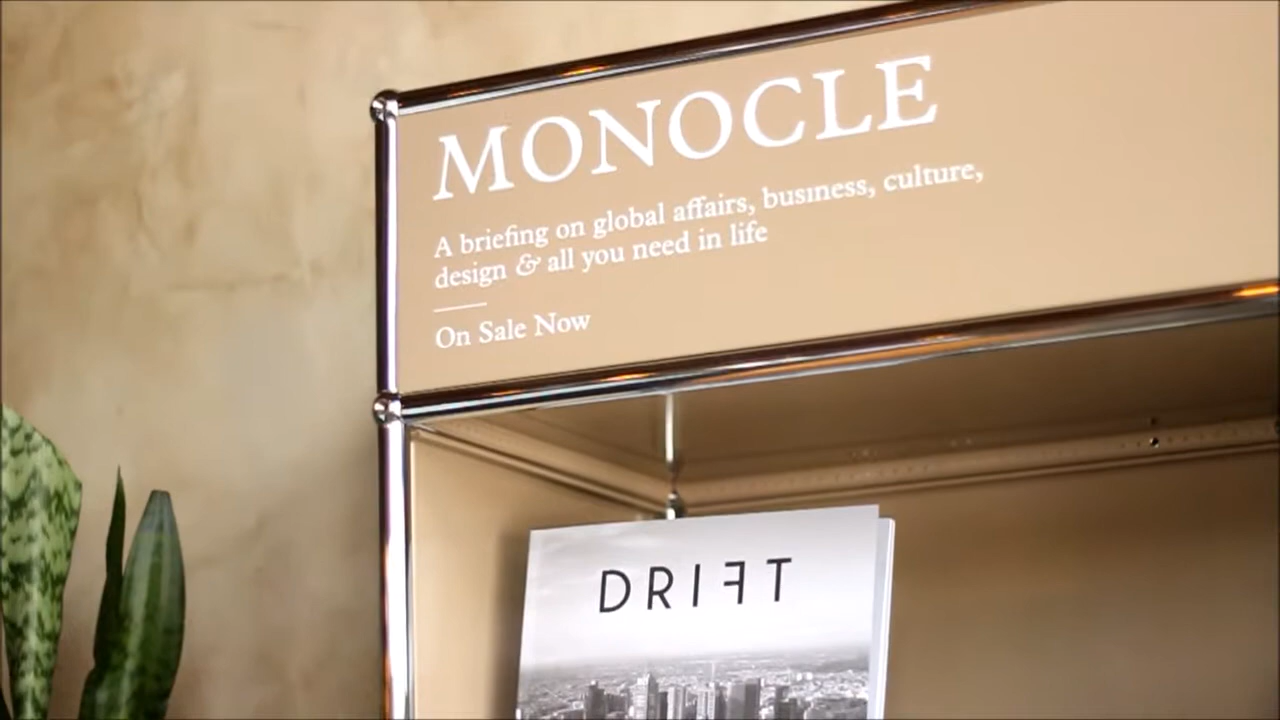 MONOCLE
A briefing on global affairs, business, culture,
design & all you need in life
On Sale Now
DRIFT